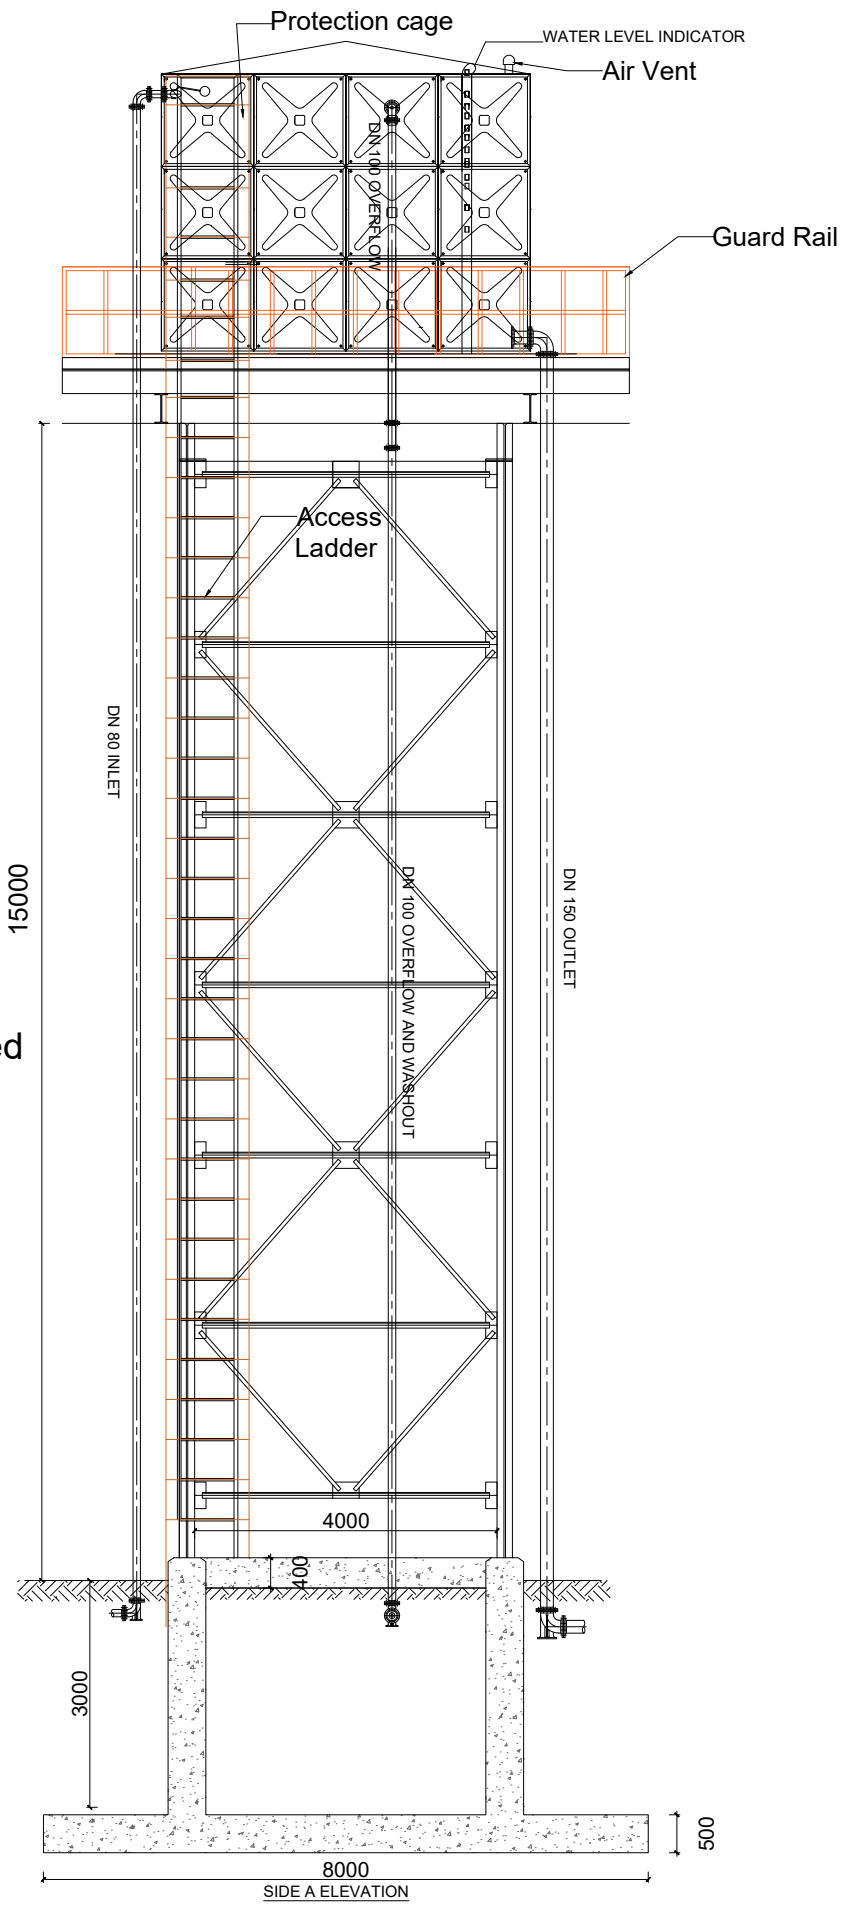 Protection cage
WATER LEVEL INDICATOR
Air Vent
DN 100 OVERFLOW
Guard Rail
Access
Ladder
DN 80 INLET
15000
DN 100 OVERFLOW AND WASHOUT
DN 150 OUTLET
ed
4000
400
3000
500
8000
SIDE A ELEVATION